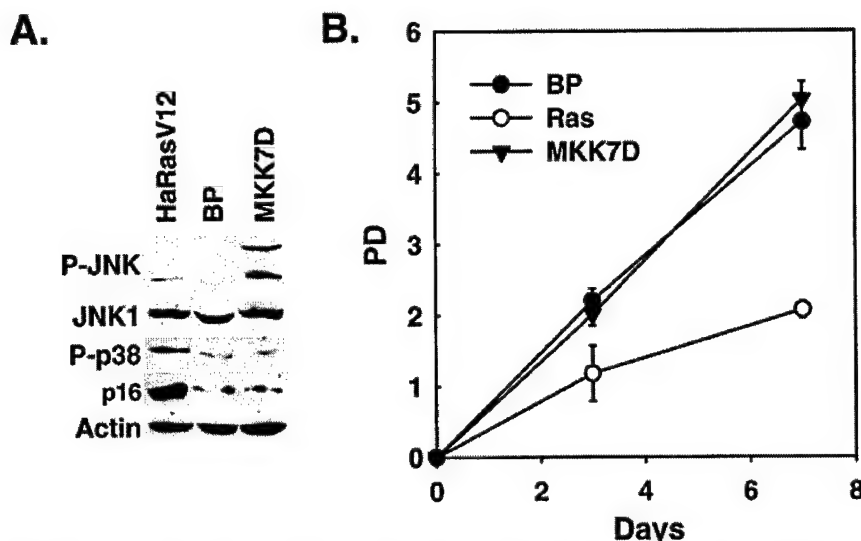 A.
HaRasV12
BP
MKK7D
P-JNK
JNK1
P-p38
p16
Actin
B.
6
5
4
3
2
1
0
PD
BP
Ras
MKK7D
0 2 4 6 8
Days